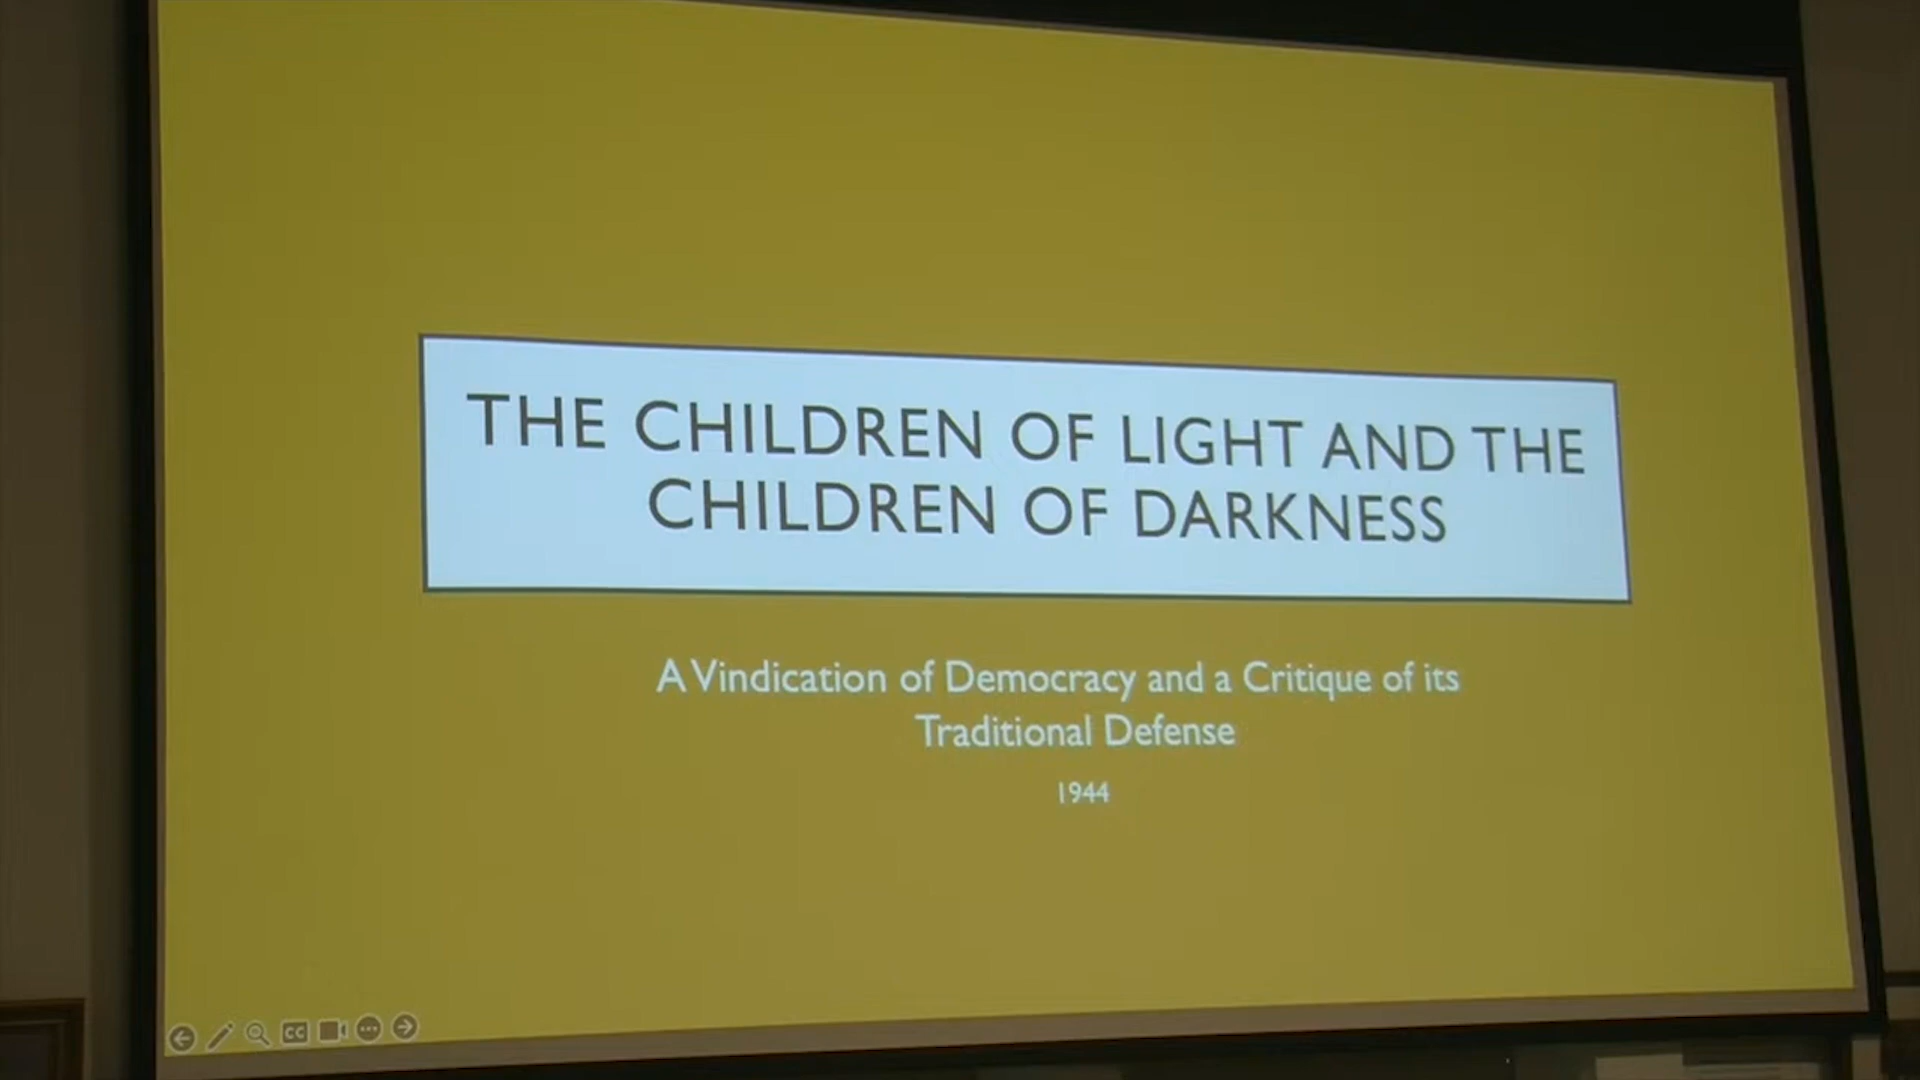 THE CHILDREN OF LIGHT AND THE
CHILDREN OF DARKNESS
A Vindication of Democracy and a Critique of its
Traditional Defense
1944
CC